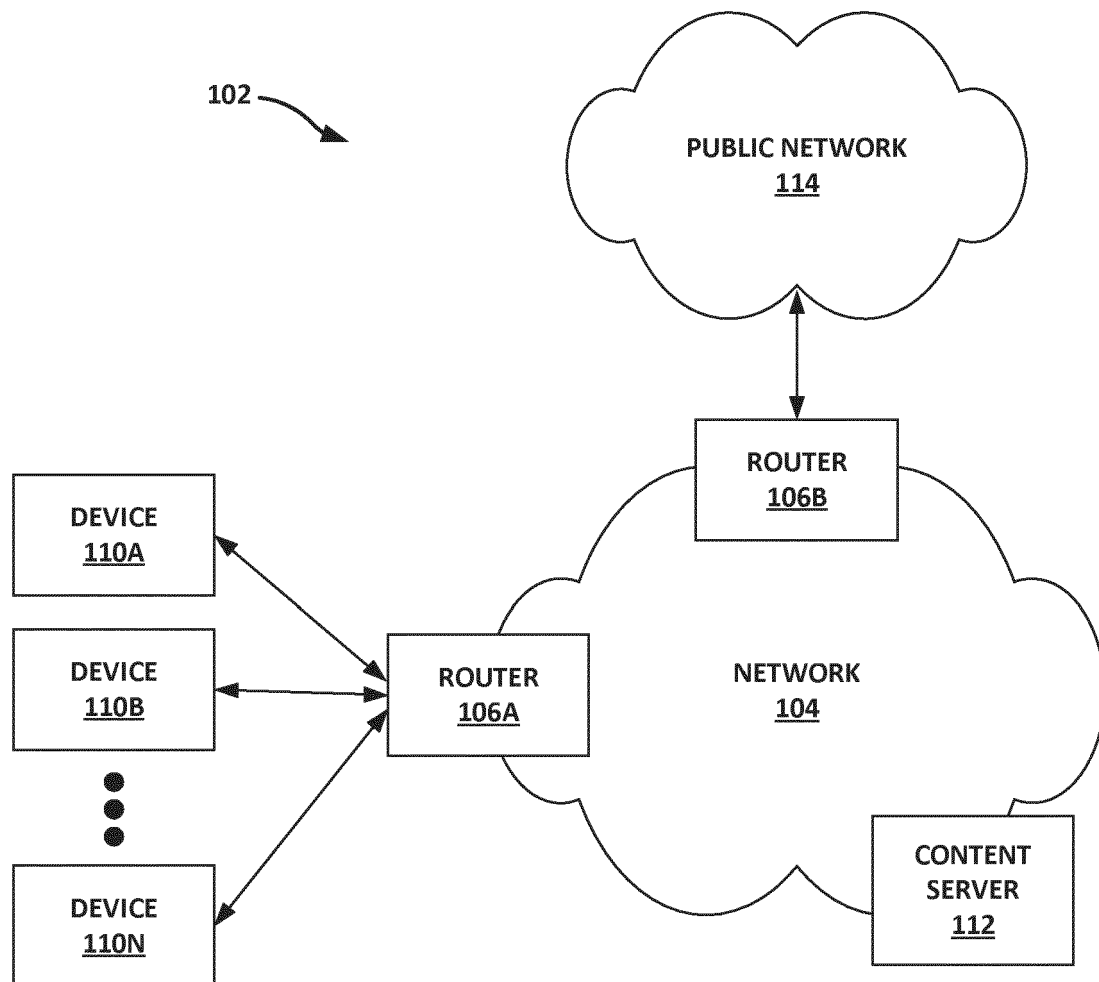 102
PUBLIC NETWORK
114
ROUTER
106B
DEVICE
110A
DEVICE
110B
ROUTER
106A
NETWORK
104
DEVICE
110N
CONTENT
SERVER
112